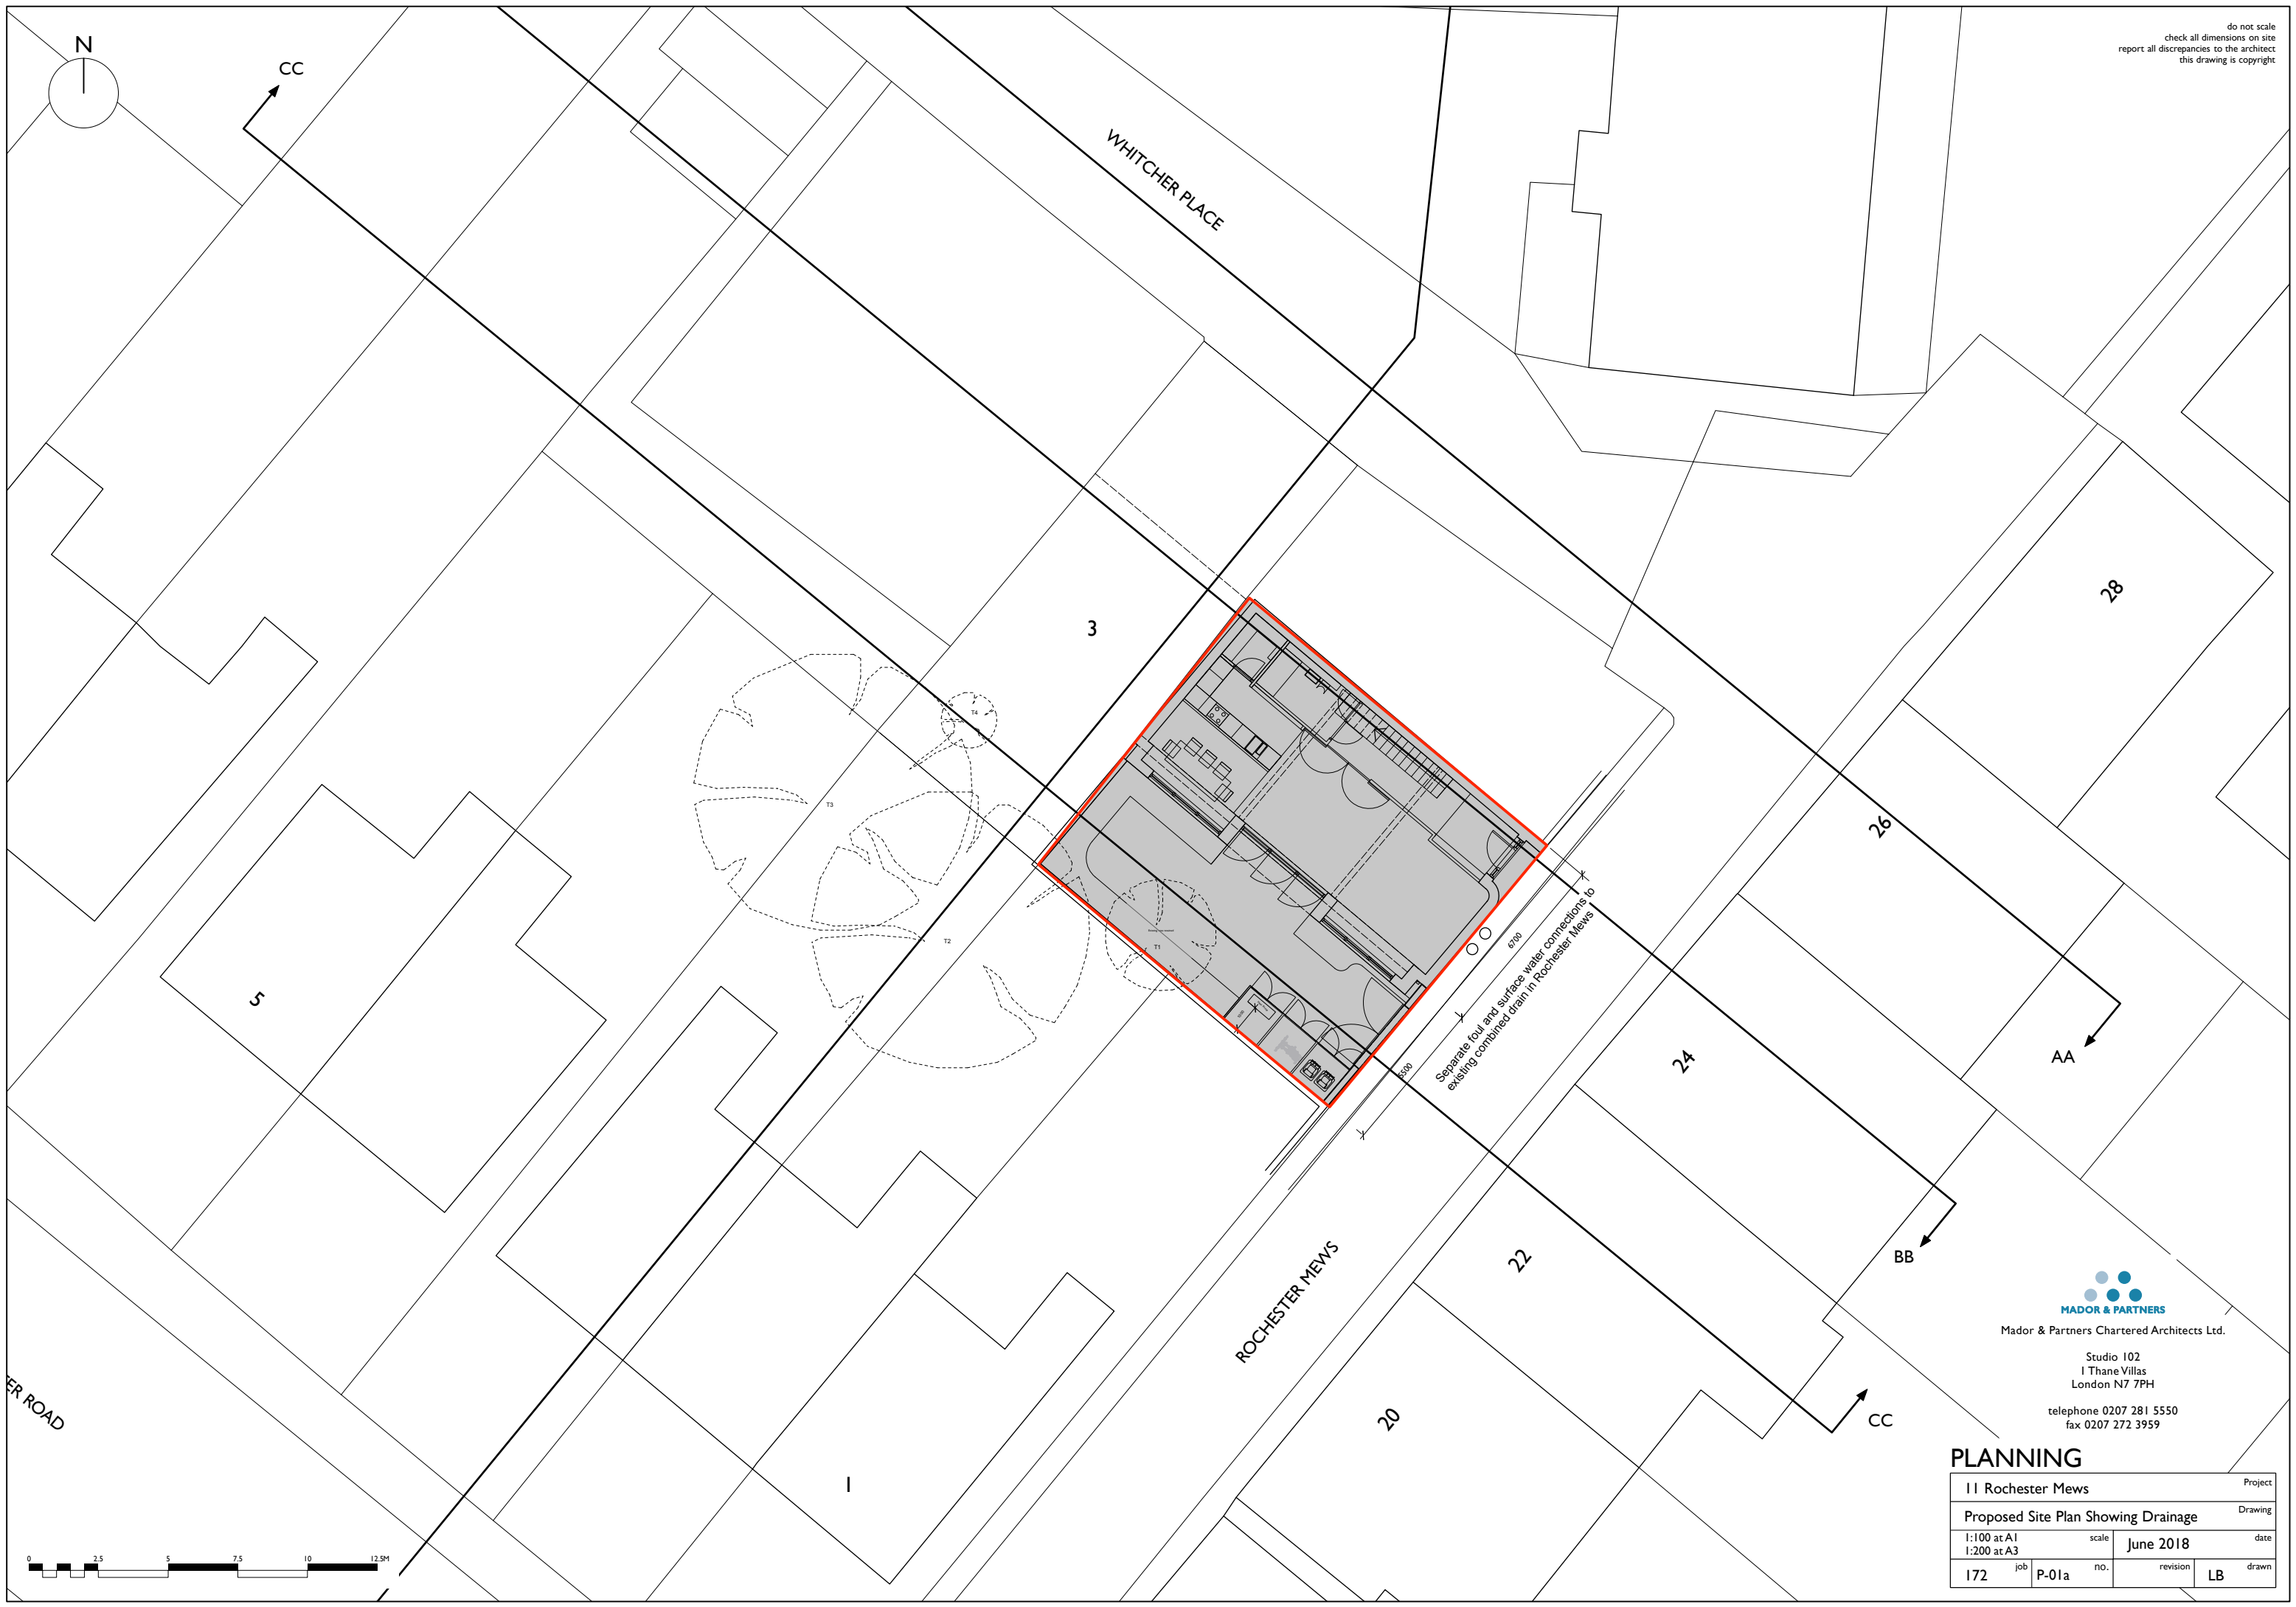 N
CC
do not scale
check all dimensions on site
report all discrepancies to the architect
this drawing is copyright
WHITCHER PLACE
28
3
T4
T3
26
T2
T1
6700
Separate foul and surface water connections to
existing combined drain in Rochester Mews
5
5500
24
AA
22
BB
ROCHESTER MEWS
MADOR & PARTNERS
Mador & Partners Chartered Architects Ltd.
Studio 102
1 Thane Villas
London N7 7PH
telephone 0207 281 5550
fax 0207 272 3959
20
CC
ER ROAD
1
PLANNING
11 Rochester Mews Project
Proposed Site Plan Showing Drainage Drawing
1:100 at A1
1:200 at A3
scale
June 2018 date
172 job
P-01a no.
revision
LB drawn
0 2.5 5 7.5 10 12.5M